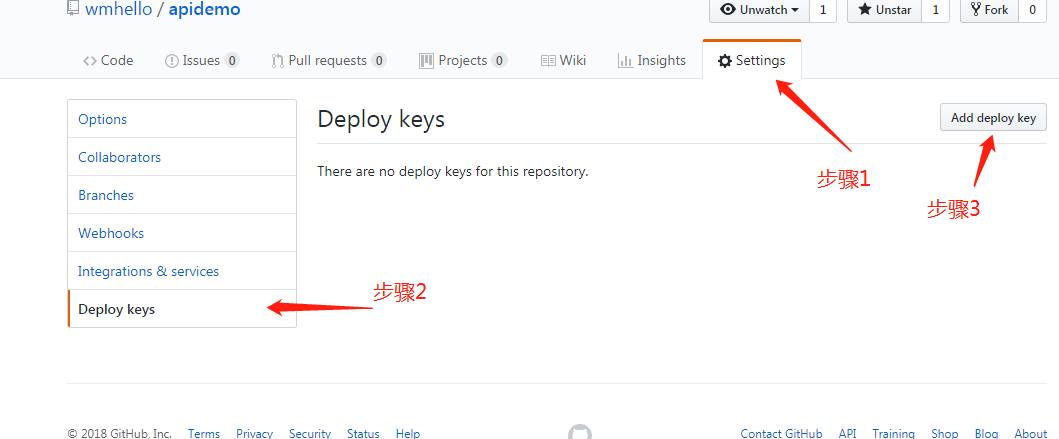 wmhello / apidemo
Unwatch 1 Unstar 1 Fork 0
Code Issues 0 Pull requests 0 Projects 0 Wiki Insights Settings
Options
Collaborators
Branches
Webhooks
Integrations & services
Deploy keys
Deploy keys
Add deploy key
There are no deploy keys for this repository.
步骤1
步骤3
步骤2
© 2018 GitHub, Inc. Terms Privacy Security Status Help
Contact GitHub API Training Shop Blog About